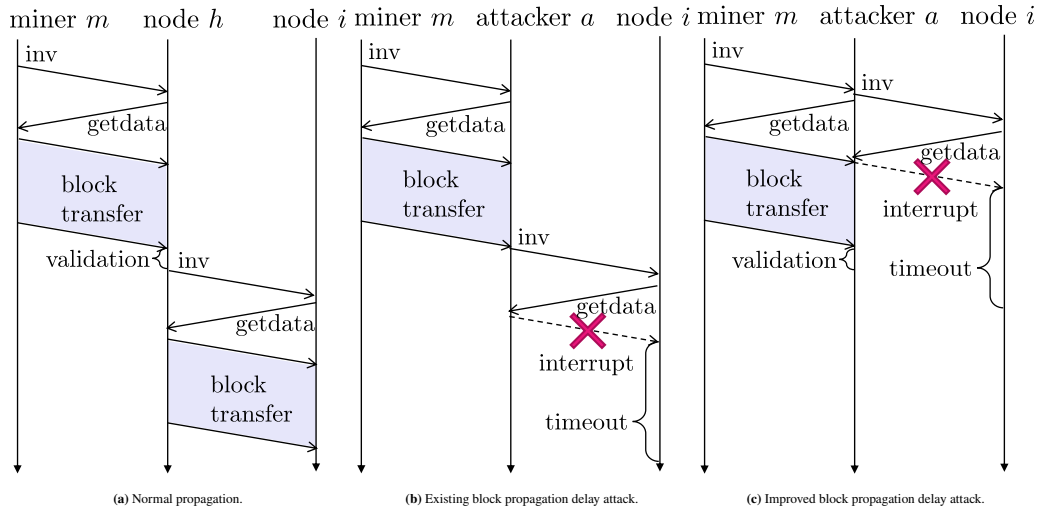 miner m node h node i
inv
getdata
block
transfer
validation
inv
getdata
block
transfer
(a) Normal propagation.
miner m attacker a node i
inv
getdata
block
transfer
inv
getdata
interrupt
timeout
(b) Existing block propagation delay attack.
miner m attacker a node i
inv
inv
getdata
getdata
block
transfer
interrupt
validation
timeout
(c) Improved block propagation delay attack.